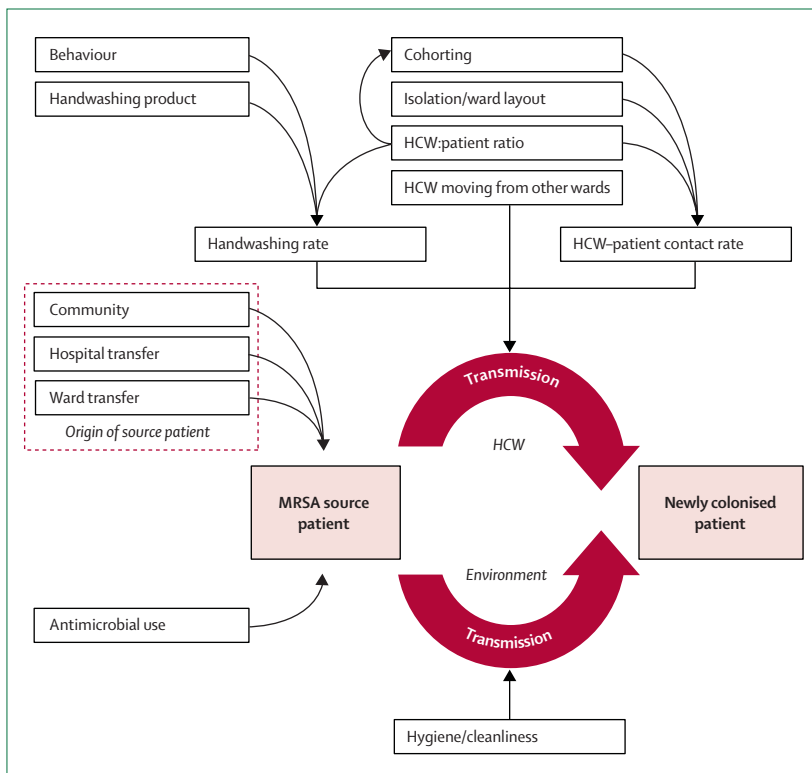 Behaviour
Handwashing product
Cohorting
Isolation/ward layout
HCW:patient ratio
HCW moving from other wards
Handwashing rate
HCW–patient contact rate
Community
Hospital transfer
Ward transfer
Origin of source patient
Transmission
HCW
MRSA source
patient
Newly colonised
patient
Environment
Transmission
Antimicrobial use
Hygiene/cleanliness